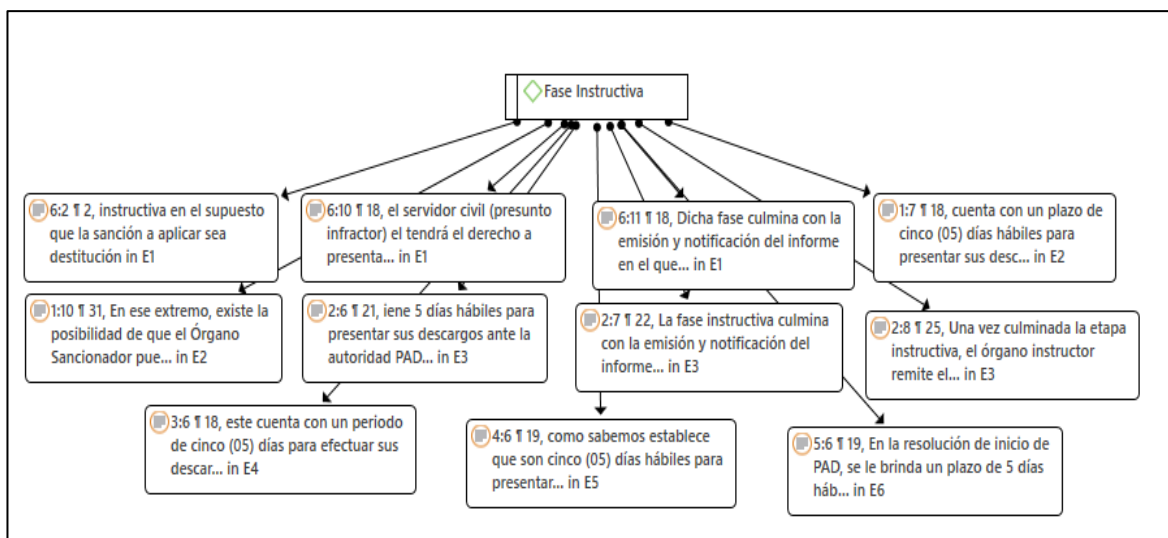 Fase Instructiva
6:2 ¶ 2, instructiva en el supuesto
que la sanción a aplicar sea
destitución in E1
6:10 ¶ 18, el servidor civil (presunto
infractor) el tendrá el derecho a
presenta... in E1
6:11 ¶ 18, Dicha fase culmina con la
emisión y notificación del informe
en el que... in E1
1:7 ¶ 18, cuenta con un plazo de
cinco (05) días hábiles para
presentar sus desc... in E2
1:10 ¶ 31, En ese extremo, existe la
posibilidad de que el Órgano
Sancionador pue... in E2
2:6 ¶ 21, iene 5 días hábiles para
presentar sus descargos ante la
autoridad PAD... in E3
2:7 ¶ 22, La fase instructiva culmina
con la emisión y notificación del
informe... in E3
2:8 ¶ 25, Una vez culminada la etapa
instructiva, el órgano instructor
remite el... in E3
3:6 ¶ 18, este cuenta con un periodo
de cinco (05) días para efectuar sus
descar... in E4
4:6 ¶ 19, como sabemos establece
que son cinco (05) días hábiles para
presentar... in E5
5:6 ¶ 19, En la resolución de inicio de
PAD, se le brinda un plazo de 5 días
háb... in E6